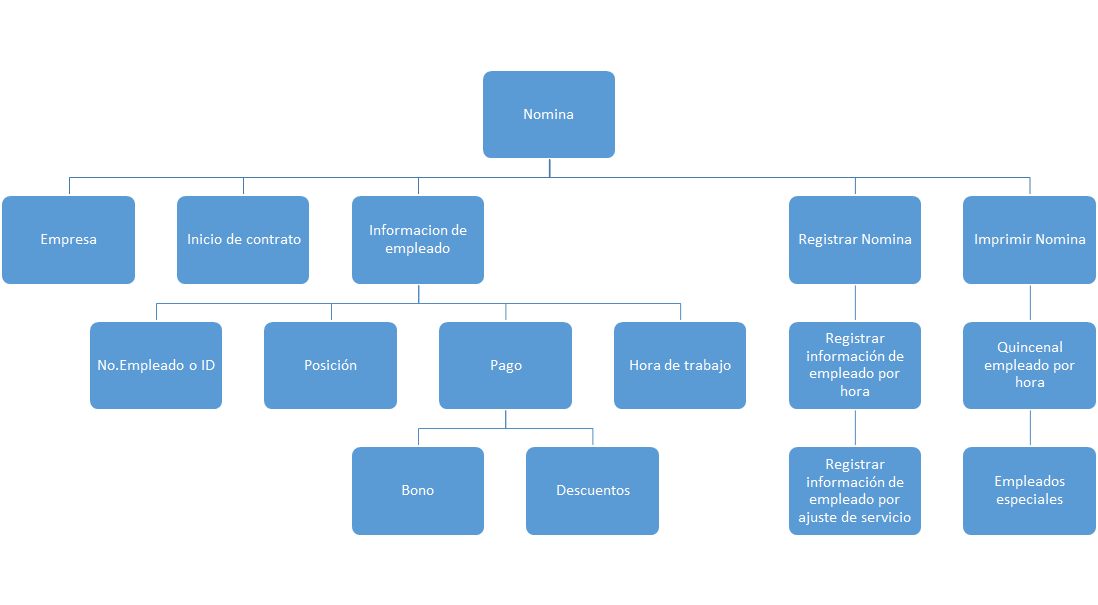 Nomina
Empresa
Inicio de contrato
Informacion de
empleado
Registrar Nomina
Imprimir Nomina
No.Empleado o ID
Posición
Pago
Hora de trabajo
Registrar
información de
empleado por
hora
Quincenal
empleado por
hora
Bono
Descuentos
Registrar
información de
empleado por
ajuste de servicio
Empleados
especiales